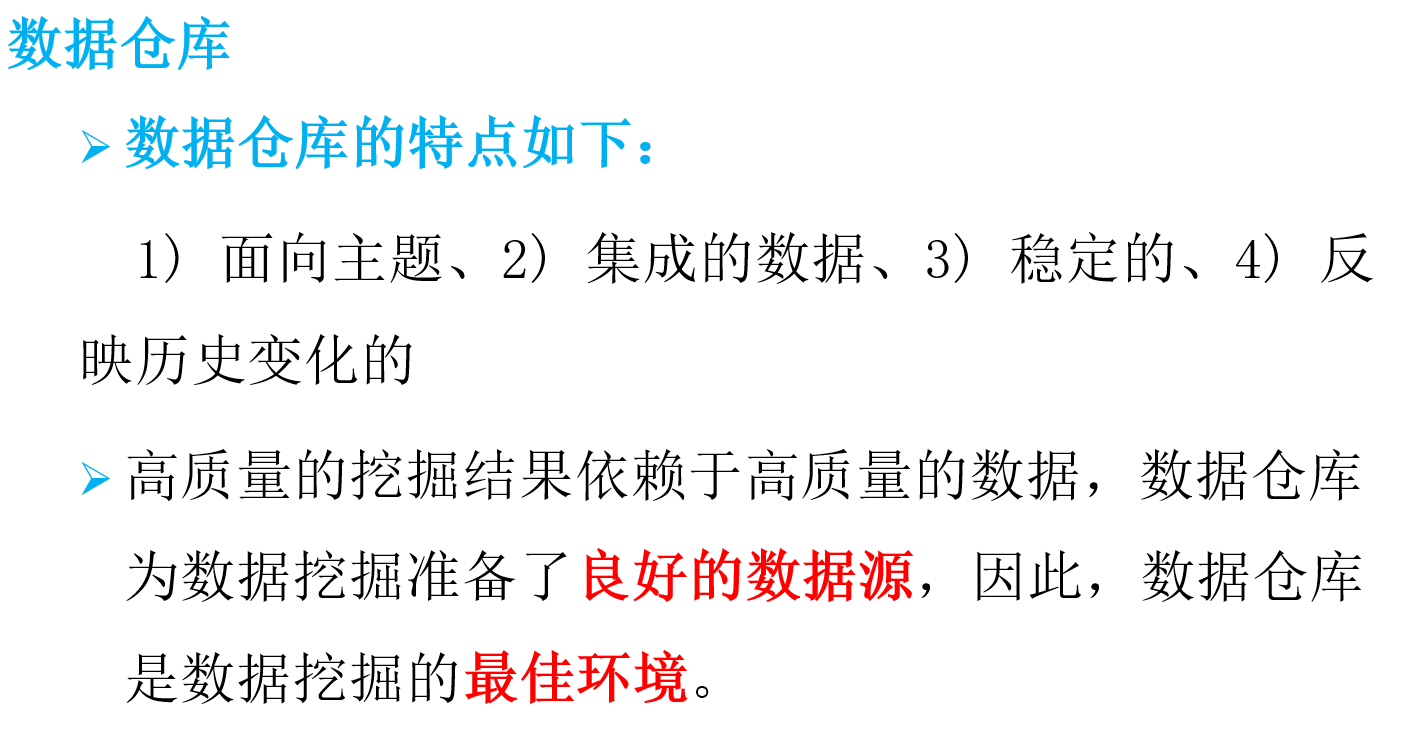 数据仓库
➢ 数据仓库的特点如下：
1) 面向主题、2) 集成的数据、3) 稳定的、4) 反
映历史变化的
➢ 高质量的挖掘结果依赖于高质量的数据，数据仓库
为数据挖掘准备了良好的数据源，因此，数据仓库
是数据挖掘的最佳环境。